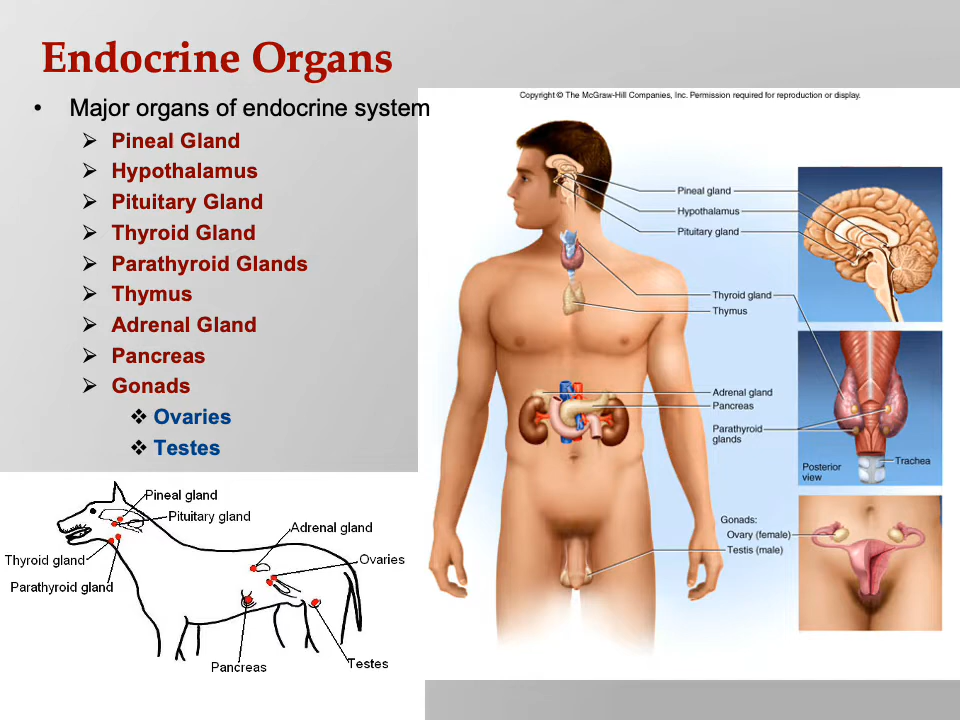 Endocrine Organs
• Major organs of endocrine system
➢ Pineal Gland
➢ Hypothalamus
➢ Pituitary Gland
➢ Thyroid Gland
➢ Parathyroid Glands
➢ Thymus
➢ Adrenal Gland
➢ Pancreas
➢ Gonads
❖ Ovaries
❖ Testes
Copyright © The McGraw-Hill Companies, Inc. Permission required for reproduction or display.
Pineal gland
Hypothalamus
Pituitary gland
Thyroid gland
Thymus
Adrenal gland
Pancreas
Parathyroid
glands
Posterior
view
Trachea
Gonads:
Ovary (female)
Testis (male)
Pineal gland
Pituitary gland
Adrenal gland
Thyroid gland
Ovaries
Parathyroid gland
Pancreas
Testes